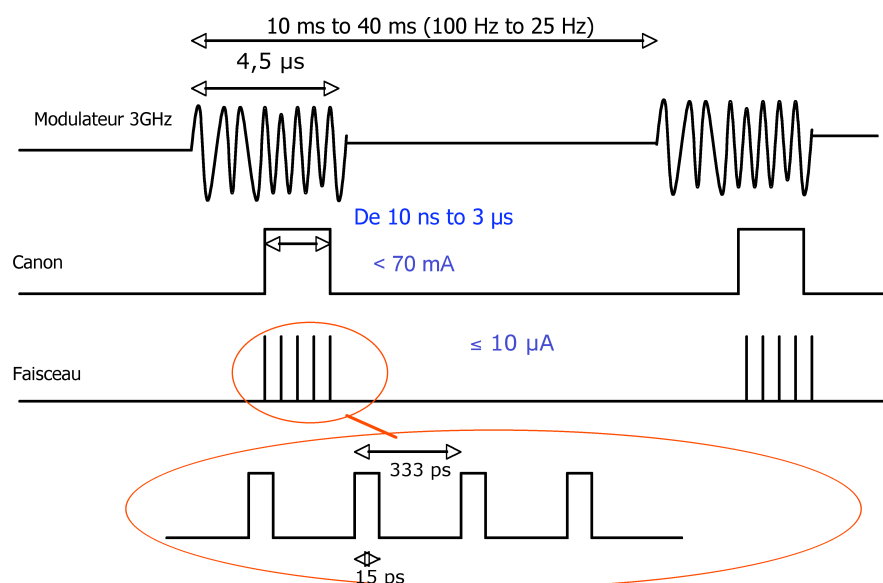 10 ms to 40 ms (100 Hz to 25 Hz)
4,5 µs
Modulateur 3GHz
De 10 ns to 3 µs
Canon
< 70 mA
≤ 10 µA
Faisceau
333 ps
15 ps